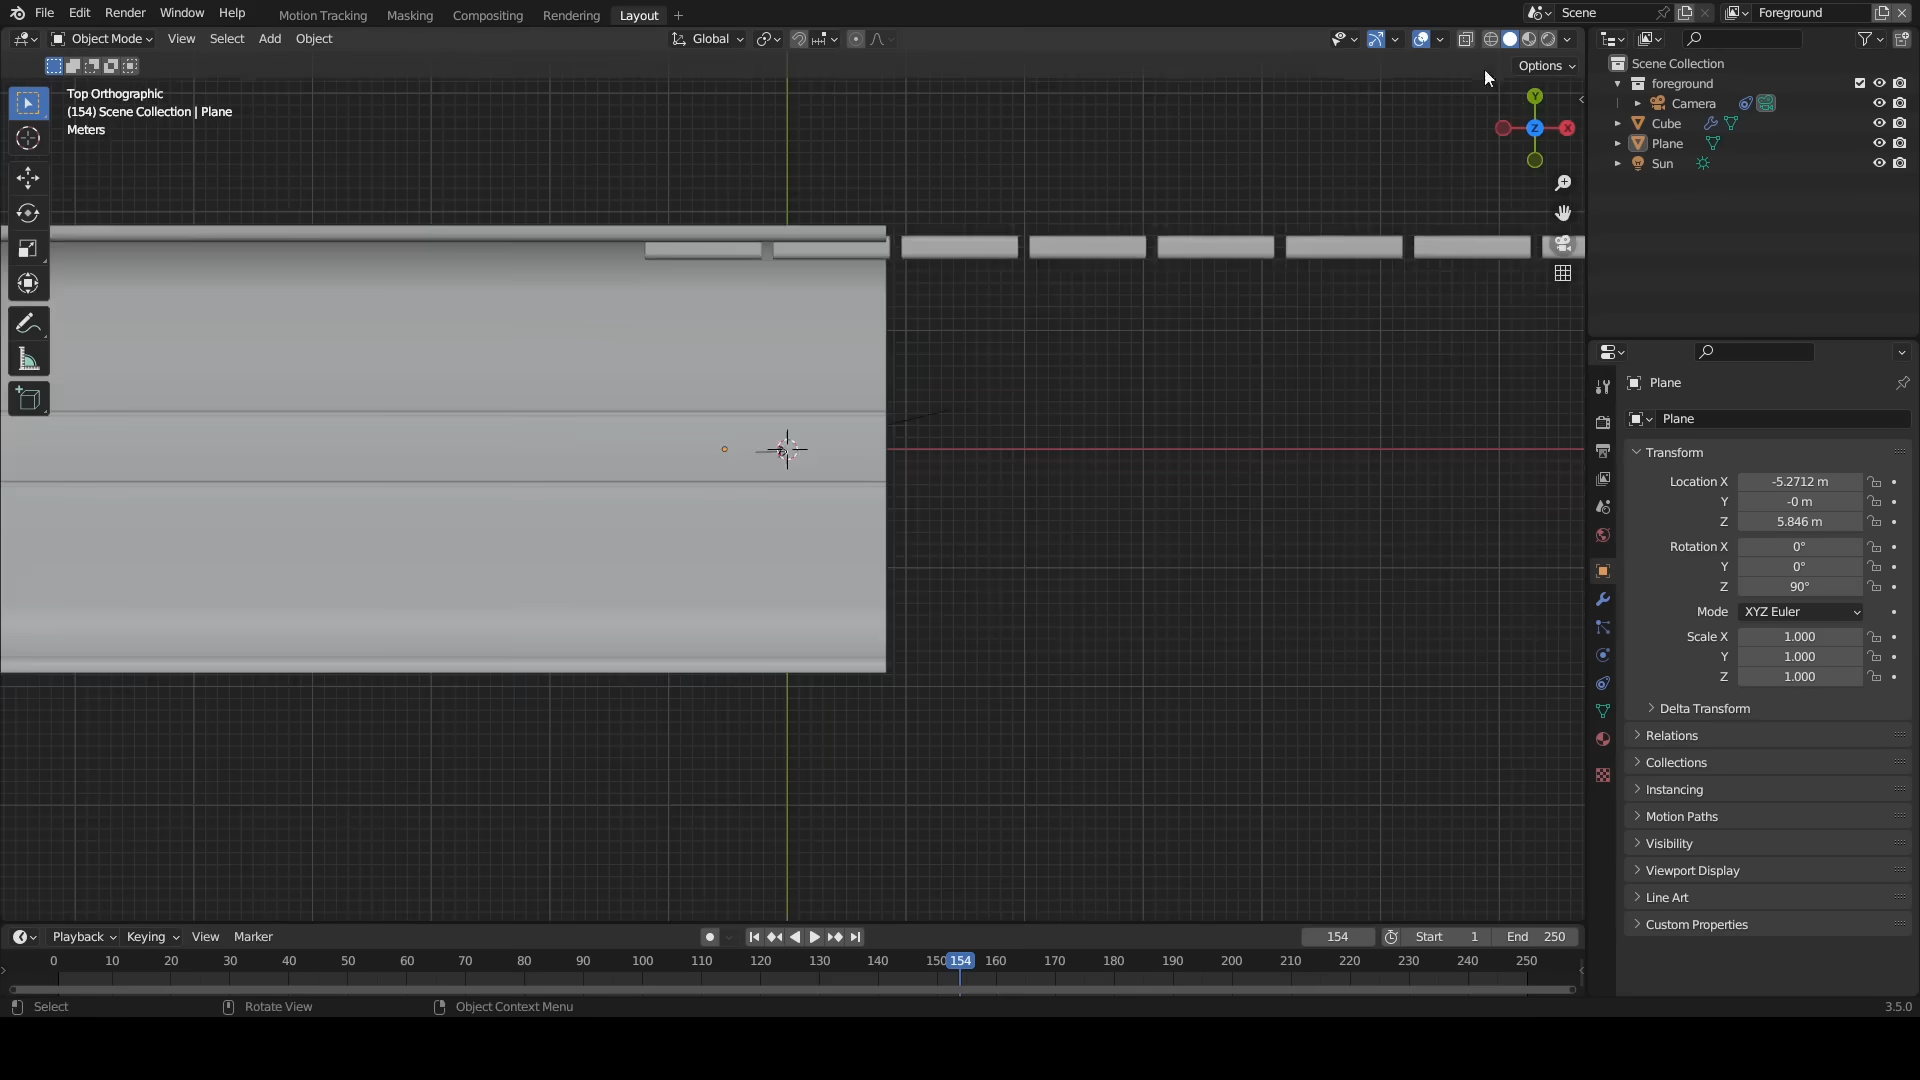 File Edit Render Window Help Motion Tracking Masking Compositing Rendering Layout + Scene Foreground
Object Mode View Select Add Object Global
Options
Top Orthographic
(154) Scene Collection | Plane
Meters
Y
Z
X
Scene Collection
foreground
Camera
Cube
Plane
Sun
Plane
Plane
Transform
Location X -5.2712 m
Y -0 m
Z 5.846 m
Rotation X 0°
Y 0°
Z 90°
Mode XYZ Euler
Scale X 1.000
Y 1.000
Z 1.000
Delta Transform
Relations
Collections
Instancing
Motion Paths
Visibility
Viewport Display
Line Art
Custom Properties
Playback Keying View Marker 154 Start 1 End 250
0 10 20 30 40 50 60 70 80 90 100 110 120 130 140 150 154 160 170 180 190 200 210 220 230 240 250
Select Rotate View Object Context Menu 3.5.0